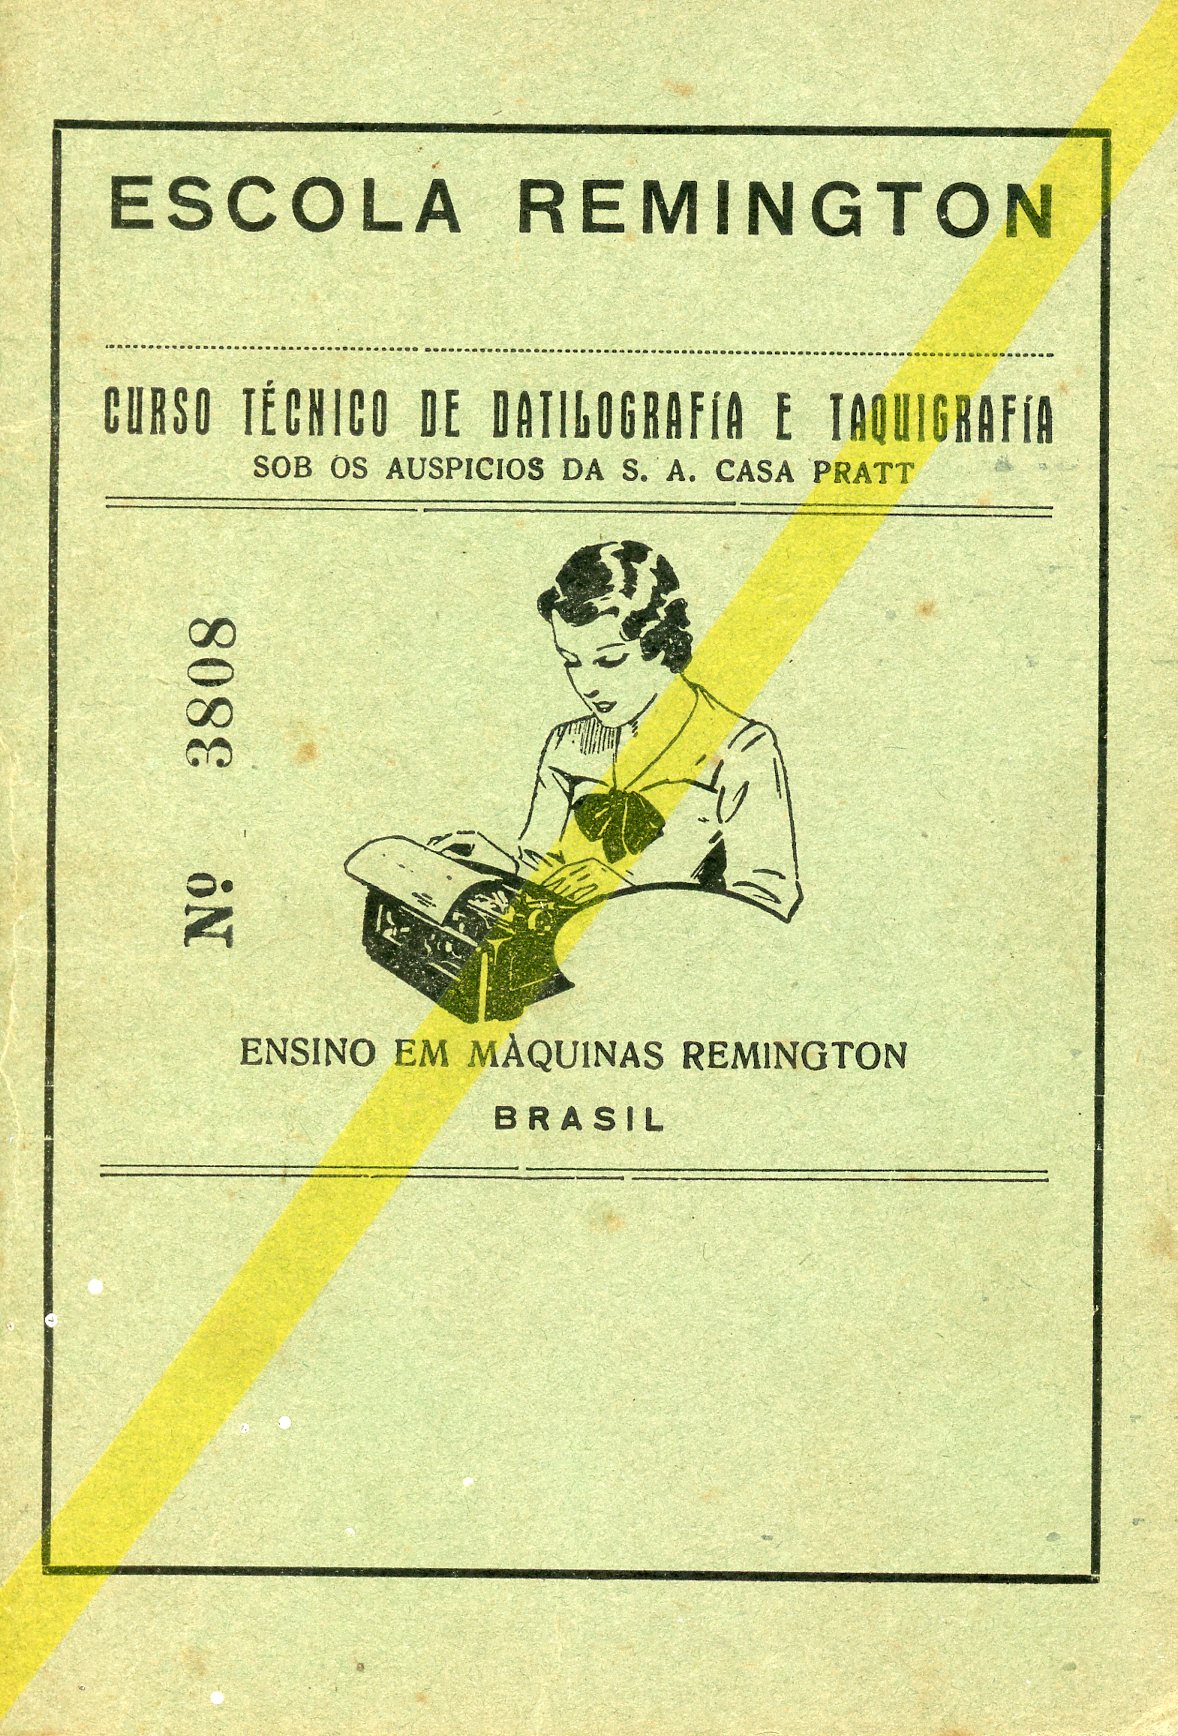 ESCOLA REMINGTON
CURSO TÉCNICO DE DATILOGRAFÍA E TAQUIGRAFÍA
SOB OS AUSPICIOS DA S. A. CASA PRATT
Nº 3808
ENSINO EM MÀQUINAS REMINGTON
BRASIL